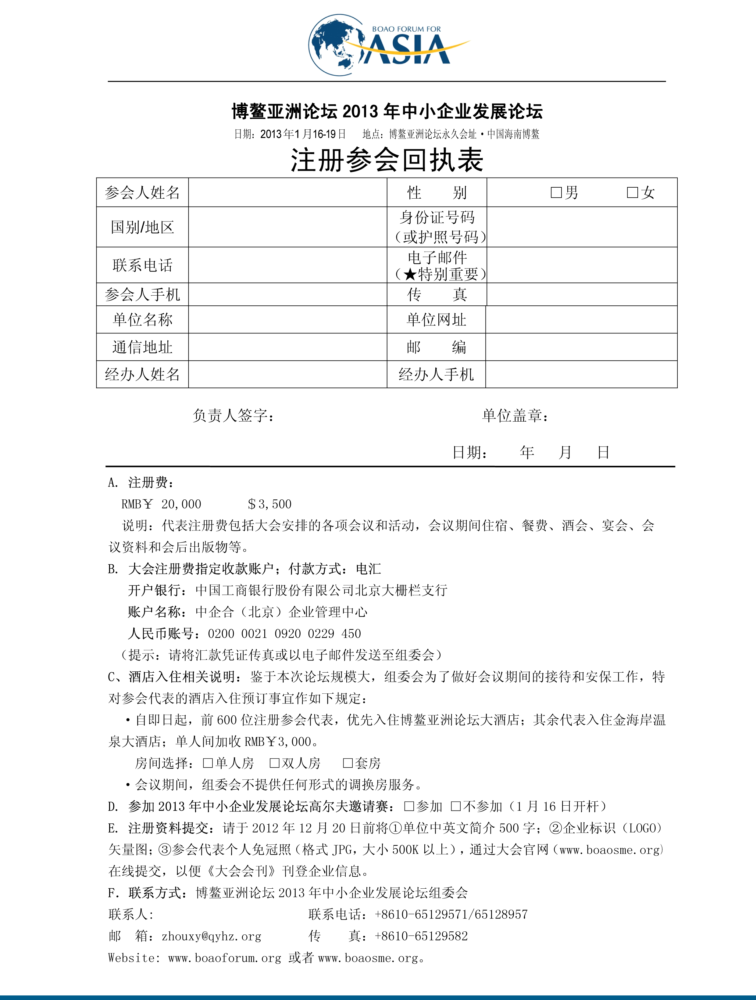 BOAO FORUM FOR
ASIA
博鳌亚洲论坛 2013 年中小企业发展论坛
日期：2013年1月16-19日 地点：博鳌亚洲论坛永久会址·中国海南博鳌
注册参会回执表
参会人姓名 性 别 □男 □女
国别/地区 身份证号码
（或护照号码）
联系电话 电子邮件
（★特别重要）
参会人手机 传 真
单位名称 单位网址
通信地址 邮 编
经办人姓名 经办人手机
负责人签字： 单位盖章：
日期： 年 月 日
A. 注册费：
RMB￥ 20,000 ＄3,500
说明：代表注册费包括大会安排的各项会议和活动，会议期间住宿、餐费、酒会、宴会、会
议资料和会后出版物等。
B. 大会注册费指定收款账户；付款方式：电汇
开户银行：中国工商银行股份有限公司北京大栅栏支行
账户名称：中企合（北京）企业管理中心
人民币账号：0200 0021 0920 0229 450
（提示：请将汇款凭证传真或以电子邮件发送至组委会）
C、酒店入住相关说明：鉴于本次论坛规模大，组委会为了做好会议期间的接待和安保工作，特
对参会代表的酒店入住预订事宜作如下规定：
·自即日起，前 600 位注册参会代表，优先入住博鳌亚洲论坛大酒店；其余代表入住金海岸温
泉大酒店；单人间加收 RMB￥3,000。
房间选择：□单人房 □双人房 □套房
·会议期间，组委会不提供任何形式的调换房服务。
D. 参加 2013 年中小企业发展论坛高尔夫邀请赛：□参加 □不参加（1 月 16 日开杆）
E. 注册资料提交：请于 2012 年 12 月 20 日前将①单位中英文简介 500 字；②企业标识（LOGO）
矢量图；③参会代表个人免冠照（格式 JPG，大小 500K 以上），通过大会官网（www.boaosme.org）
在线提交，以便《大会会刊》刊登企业信息。
F. 联系方式：博鳌亚洲论坛 2013 年中小企业发展论坛组委会
联系人: 联系电话：+8610-65129571/65128957
邮 箱：zhouxy@qyhz.org 传 真：+8610-65129582
Website: www.boaoforum.org 或者 www.boaosme.org。